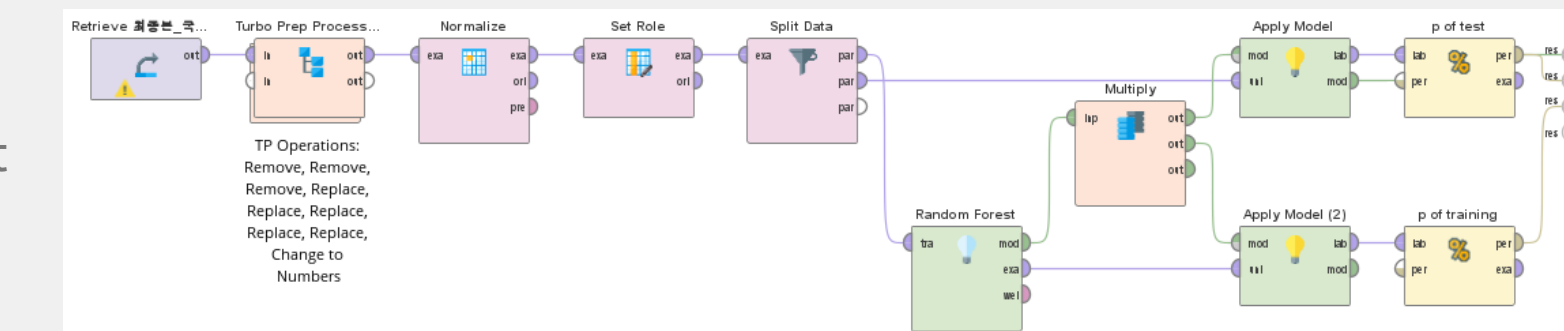 Retrieve 최종본_국...
out
Turbo Prep Process...
in
out
in
out
TP Operations:
Remove, Remove,
Remove, Replace,
Replace, Replace,
Replace, Replace,
Change to
Numbers
Normalize
exa
exa
ori
pre
Set Role
exa
exa
ori
Split Data
exa
par
par
par
Random Forest
tra
mod
exa
wei
Multiply
inp
out
out
out
Apply Model
mod
lab
unl
mod
p of test
lab
per
per
exa
Apply Model (2)
mod
lab
unl
mod
p of training
lab
per
per
exa
res
res
res
res
t